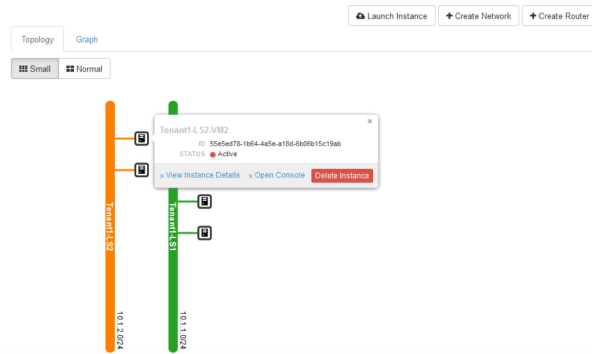 Launch Instance
+ Create Network
+ Create Router
Topology
Graph
Small
Normal
Tenant1-LS2-VM2
×
ID 55e5ed78-1b64-4a5e-a18d-6b06b15c19ab
STATUS Active
» View Instance Details
» Open Console
Delete Instance
Tenant1-LS2
Tenant1-LS1
10.1.2.0/24
10.1.1.0/24